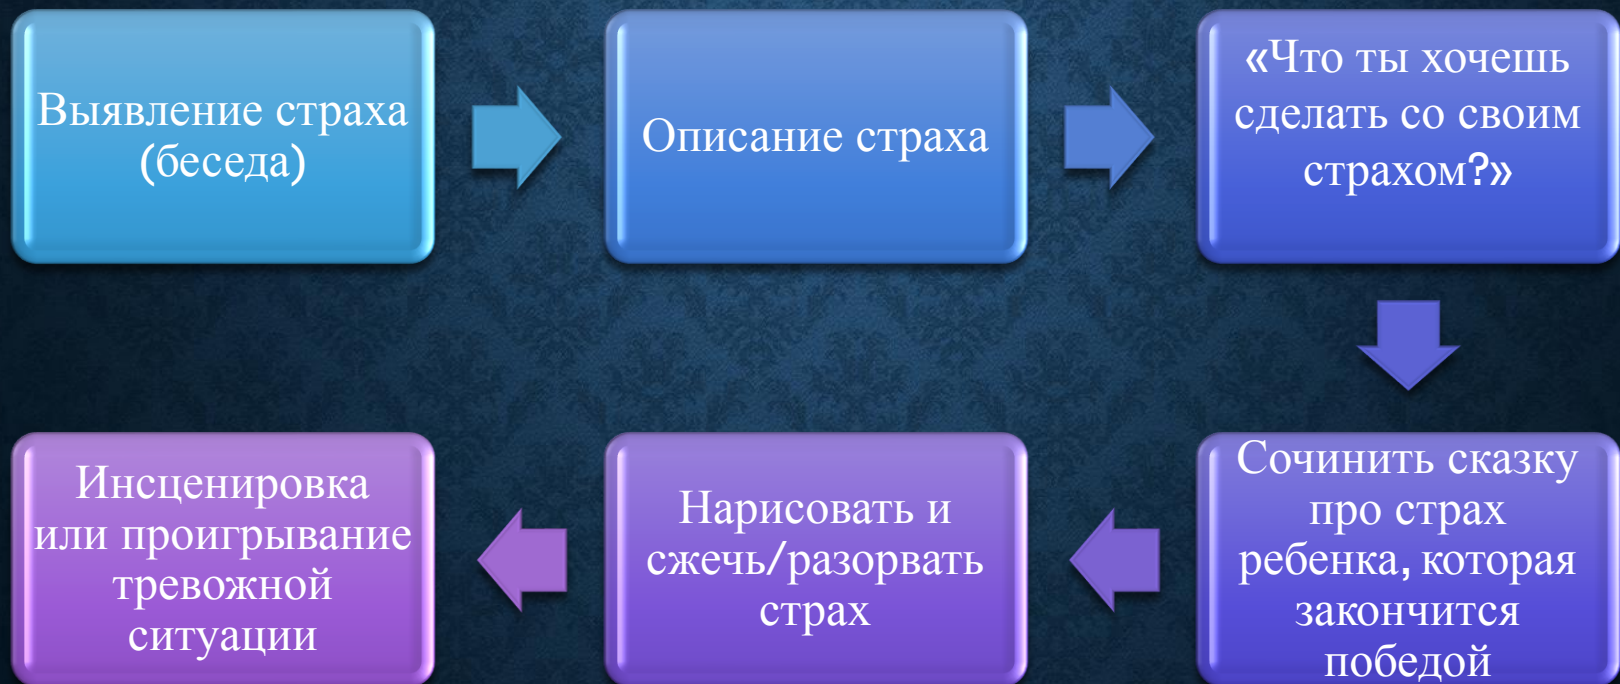 Выявление страха
(беседа)
Описание страха
«Что ты хочешь
сделать со своим
страхом?»
Сочинить сказку
про страх
ребенка, которая
закончится
победой
Нарисовать и
сжечь/разорвать
страх
Инсценировка
или проигрывание
тревожной
ситуации